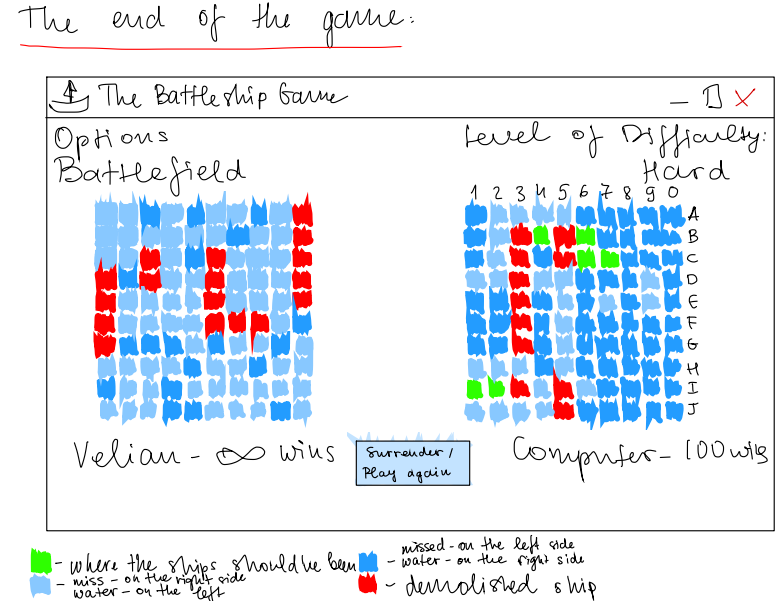 The end of the game:
The Battleship Game
Options
Level of Difficulty:
Battlefield
Hard
1 2 3 4 5 6 7 8 9 0
A
B
C
D
E
F
G
H
I
J
Velian - ∞ wins
Surrender /
Play again
Computer - 100 wins
- where the ships should be been
- miss - on the right side
water - on the left
missed - on the left side
- water - on the right side
- demolished ship